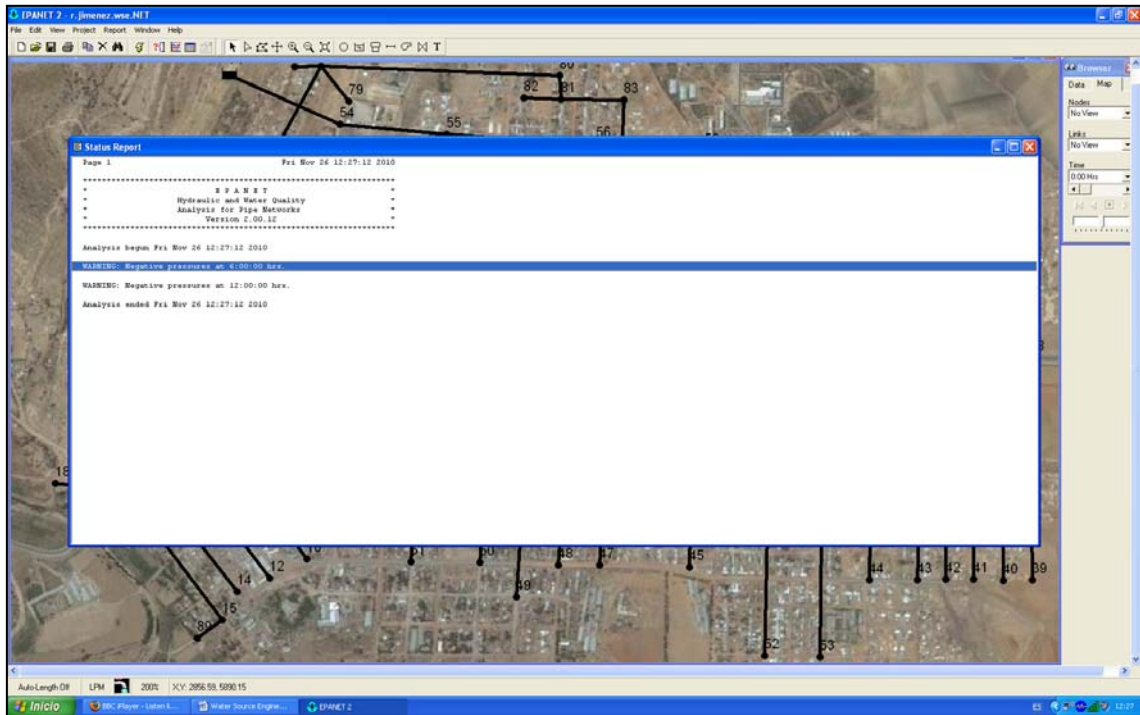 EPANET 2 - r.jimenez.wse.NET
File Edit View Project Report Window Help
T
79
82 81 83
54
55
56
Browser
Data Map
Nodes
No View
Links
No View
Time
0:00 Hrs
Status Report
Page 1 Fri Nov 26 12:27:12 2010
******************************************************************
* E P A N E T *
* Hydraulic and Water Quality *
* Analysis for Pipe Networks *
* Version 2.00.12 *
******************************************************************
Analysis begun Fri Nov 26 12:27:12 2010
WARNING: Negative pressures at 6:00:00 hrs.
WARNING: Negative pressures at 12:00:00 hrs.
Analysis ended Fri Nov 26 12:27:12 2010
18
14 12 51 50 48 47 45 44 43 42 41 40 39
49
15
89
52 53
Auto-Length Off LPM 200% X,Y: 2856.59, 5890.15
Inicio BBC iPlayer - Listen li... Water Source Engine... EPANET 2 12:27